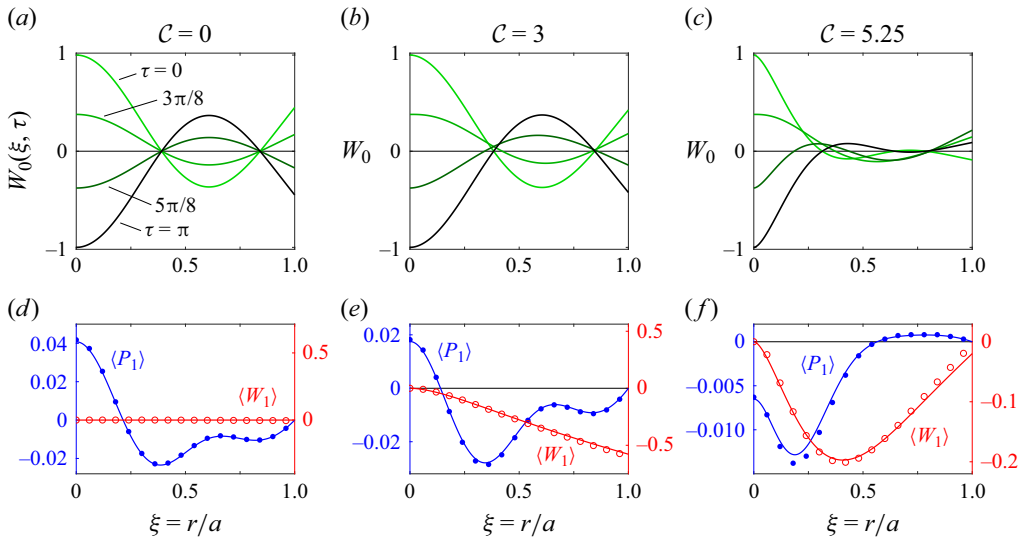 (a) C = 0
(b) C = 3
(c) C = 5.25
W₀(ξ, τ)
1
0
−1
τ = 0
3π/8
5π/8
τ = π
0 0.5 1.0
W₀
1
0
−1
0 0.5 1.0
W₀
1
0
−1
0 0.5 1.0
(d)
0.04
0.02
0
−0.02
⟨P₁⟩
⟨W₁⟩
0.5
0
0 0.5 1.0
ξ = r/a
(e)
0.02
0
−0.02
⟨P₁⟩
⟨W₁⟩
0.5
0
−0.5
0 0.5 1.0
ξ = r/a
(f)
0
−0.005
−0.010
⟨P₁⟩
⟨W₁⟩
0
−0.1
−0.2
0 0.5 1.0
ξ = r/a